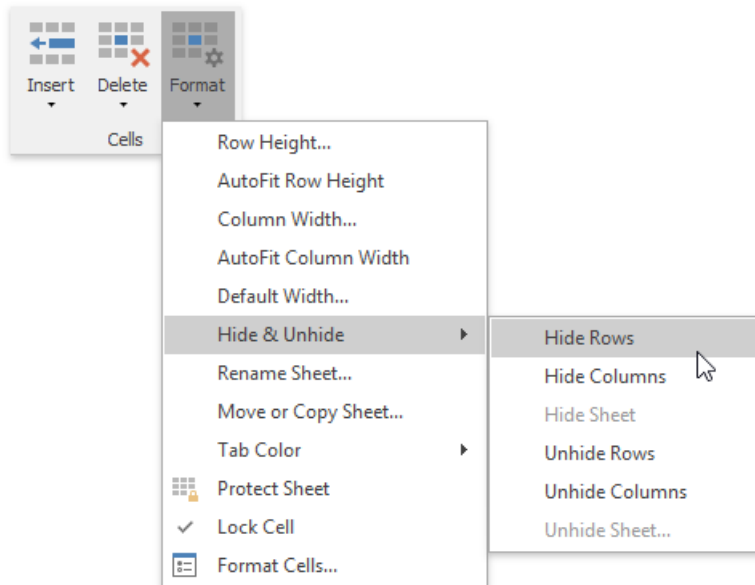 Insert
Delete
Format
Cells
Row Height...
AutoFit Row Height
Column Width...
AutoFit Column Width
Default Width...
Hide & Unhide
Rename Sheet...
Move or Copy Sheet...
Tab Color
Protect Sheet
Lock Cell
Format Cells...
Hide Rows
Hide Columns
Hide Sheet
Unhide Rows
Unhide Columns
Unhide Sheet...